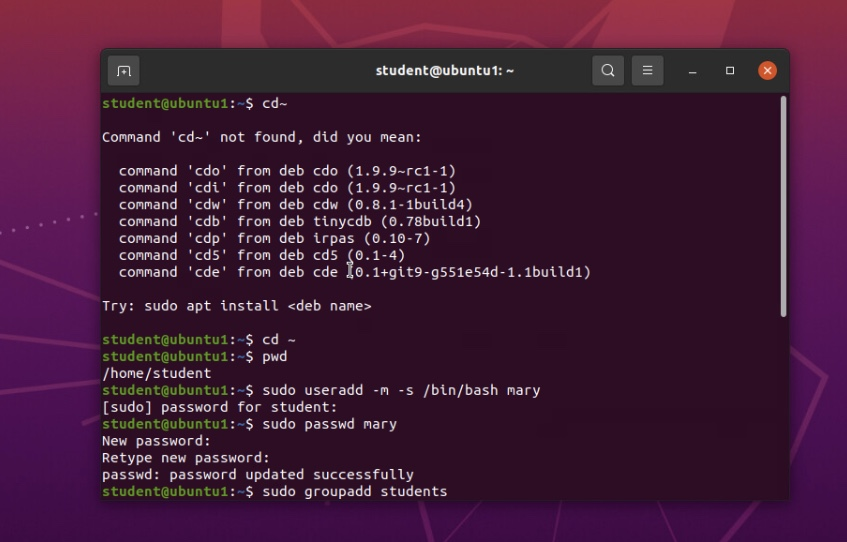 student@ubuntu1: ~
student@ubuntu1:~$ cd~
Command 'cd~' not found, did you mean:
command 'cdo' from deb cdo (1.9.9~rc1-1)
command 'cdi' from deb cdo (1.9.9~rc1-1)
command 'cdw' from deb cdw (0.8.1-1build4)
command 'cdb' from deb tinycdb (0.78build1)
command 'cdp' from deb irpas (0.10-7)
command 'cd5' from deb cd5 (0.1-4)
command 'cde' from deb cde (0.1+git9-g551e54d-1.1build1)
Try: sudo apt install <deb name>
student@ubuntu1:~$ cd ~
student@ubuntu1:~$ pwd
/home/student
student@ubuntu1:~$ sudo useradd -m -s /bin/bash mary
[sudo] password for student:
student@ubuntu1:~$ sudo passwd mary
New password:
Retype new password:
passwd: password updated successfully
student@ubuntu1:~$ sudo groupadd students